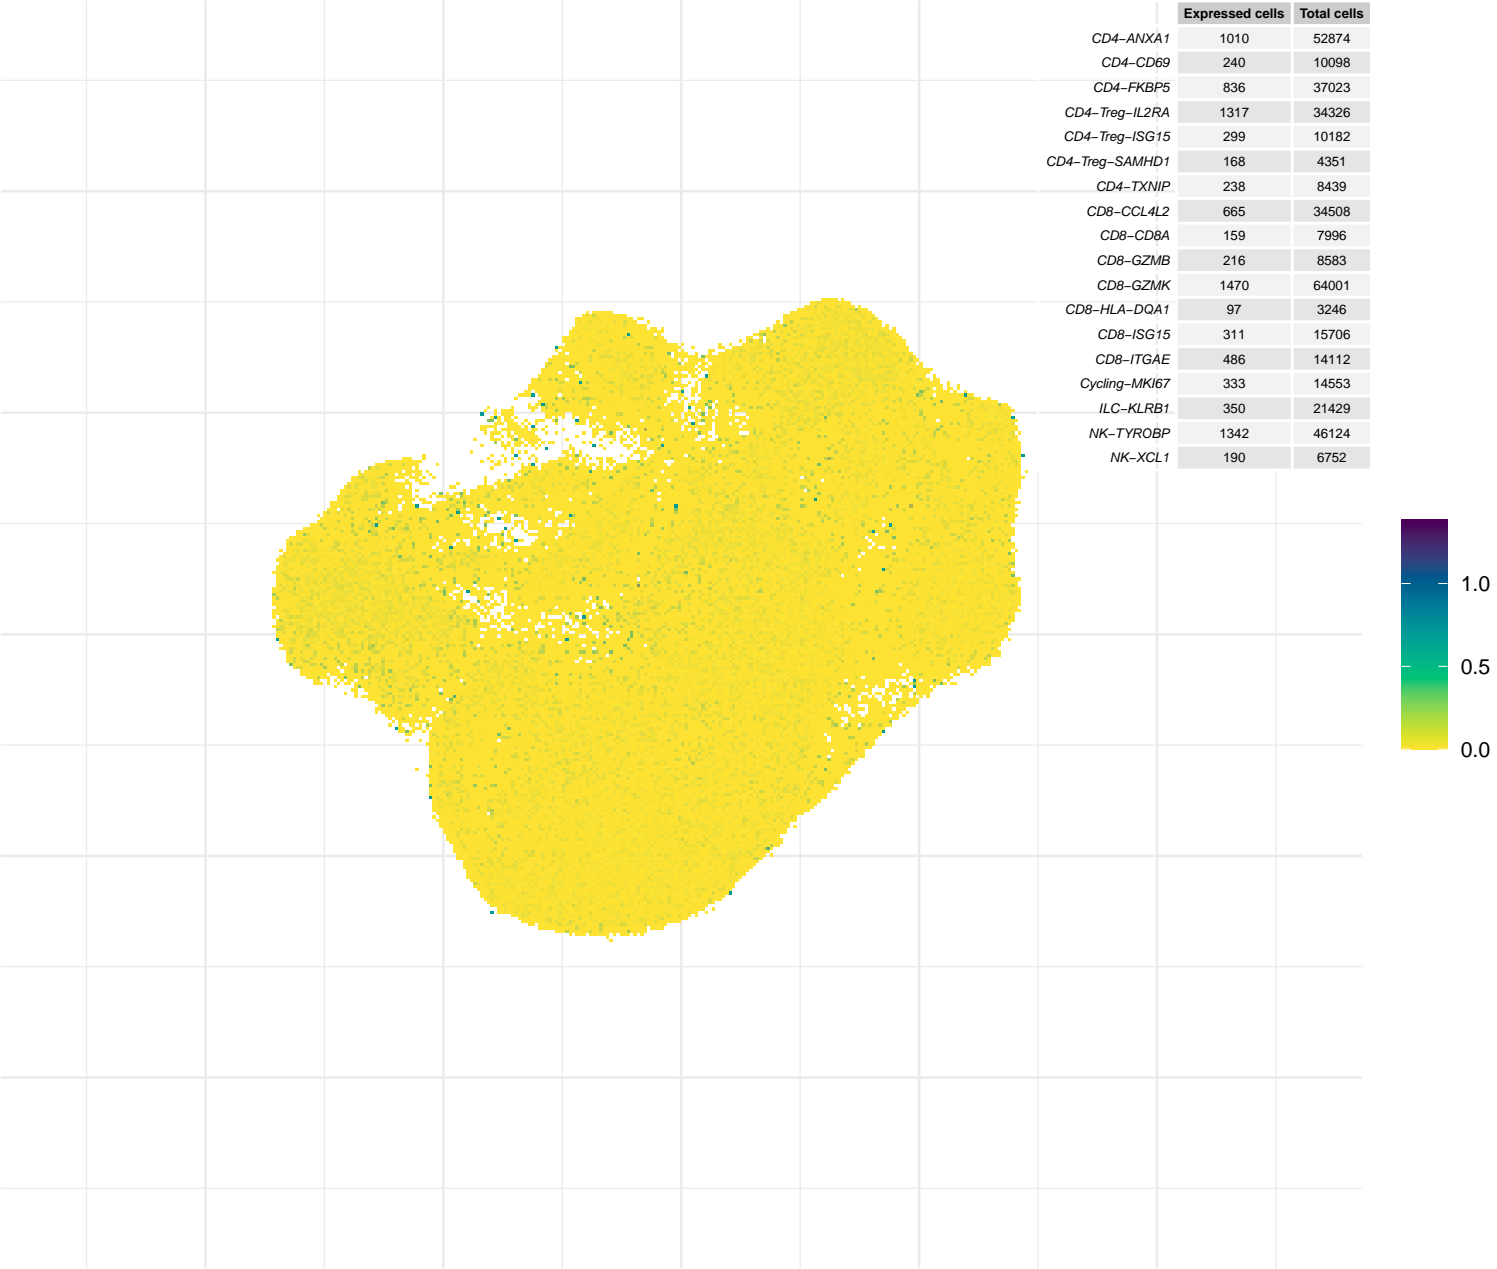 Expressed cells Total cells
CD4−ANXA1 1010 52874
CD4−CD69 240 10098
CD4−FKBP5 836 37023
CD4−Treg−IL2RA 1317 34326
CD4−Treg−ISG15 299 10182
CD4−Treg−SAMHD1 168 4351
CD4−TXNIP 238 8439
CD8−CCL4L2 665 34508
CD8−CD8A 159 7996
CD8−GZMB 216 8583
CD8−GZMK 1470 64001
CD8−HLA−DQA1 97 3246
CD8−ISG15 311 15706
CD8−ITGAE 486 14112
Cycling−MKI67 333 14553
ILC−KLRB1 350 21429
NK−TYROBP 1342 46124
NK−XCL1 190 6752
1.0
0.5
0.0